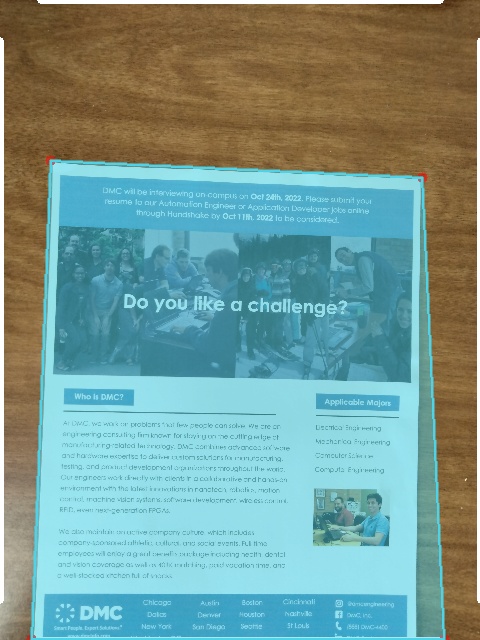 DMC will be interviewing on-campus on Oct 24th, 2022. Please submit your
resume to our Automation Engineer or Application Developer jobs online
through Handshake by Oct 11th, 2022 to be considered.
Do you like a challenge?
Who is DMC?
At DMC, we work on problems that few people can solve. We are an
engineering consulting firm known for staying on the cutting edge of
manufacturing-related technology. DMC combines advanced software
and hardware expertise to deliver custom solutions for manufacturing,
testing, and product development organizations throughout the world.
Our engineers work directly with clients in a collaborative and hands-on
environment with the latest innovations in nanotech, robotics, motion
control, machine vision systems, software development, wireless control,
RFID, even next-generation FPGAs.
We also maintain an active company culture, which includes
company-sponsored athletic, cultural, and social events. Full time
employees will enjoy a great benefits package including health, dental,
and vision coverage as well as 401k matching, paid vacation time, and
a well-stocked kitchen full of snacks.
Applicable Majors
Electrical Engineering
Mechanical Engineering
Computer Science
Computer Engineering
DMC
Chicago Austin Boston Cincinnati
Dallas Denver Houston Nashville
New York San Diego Seattle St Louis
@dmcengineering
DMC, Inc.
(888) DMC-4400